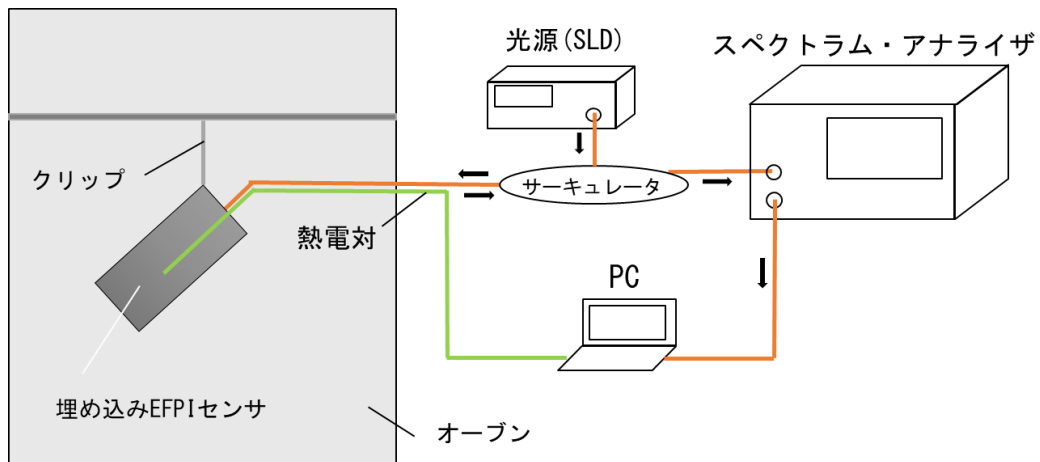 光源(SLD)
スペクトラム・アナライザ
クリップ
サーキュレータ
熱電対
PC
埋め込みEFPIセンサ
オーブン